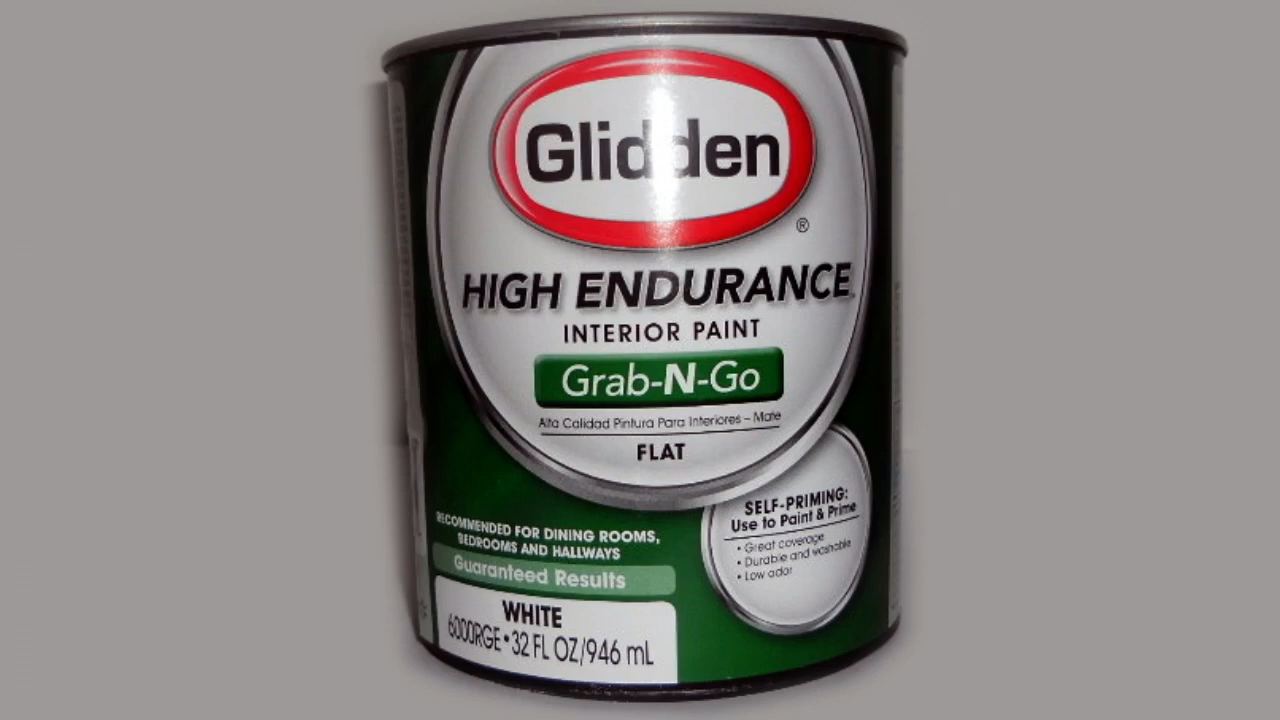 Glidden
®
HIGH ENDURANCE
INTERIOR PAINT
Grab-N-Go
Alta Calidad Pintura Para Interiores – Mate
FLAT
SELF-PRIMING:
Use to Paint & Prime
• Great coverage
• Durable and washable
• Low odor
RECOMMENDED FOR DINING ROOMS,
BEDROOMS AND HALLWAYS
Guaranteed Results
WHITE
6000RGE • 32 FL OZ/946 mL